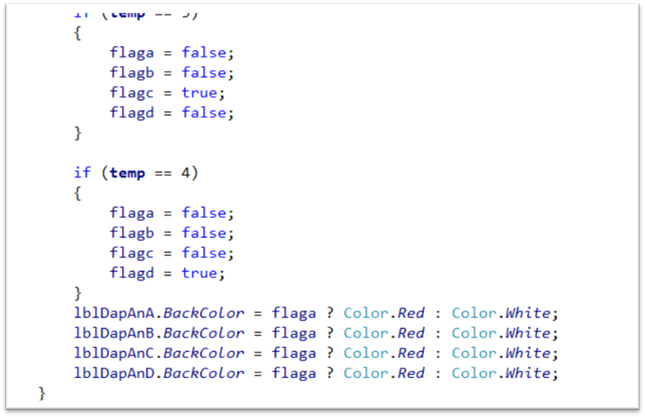 if (temp == 3)
{
flaga = false;
flagb = false;
flagc = true;
flagd = false;
}
if (temp == 4)
{
flaga = false;
flagb = false;
flagc = false;
flagd = true;
}
lblDapAnA.BackColor = flaga ? Color.Red : Color.White;
lblDapAnB.BackColor = flaga ? Color.Red : Color.White;
lblDapAnC.BackColor = flaga ? Color.Red : Color.White;
lblDapAnD.BackColor = flaga ? Color.Red : Color.White;
}